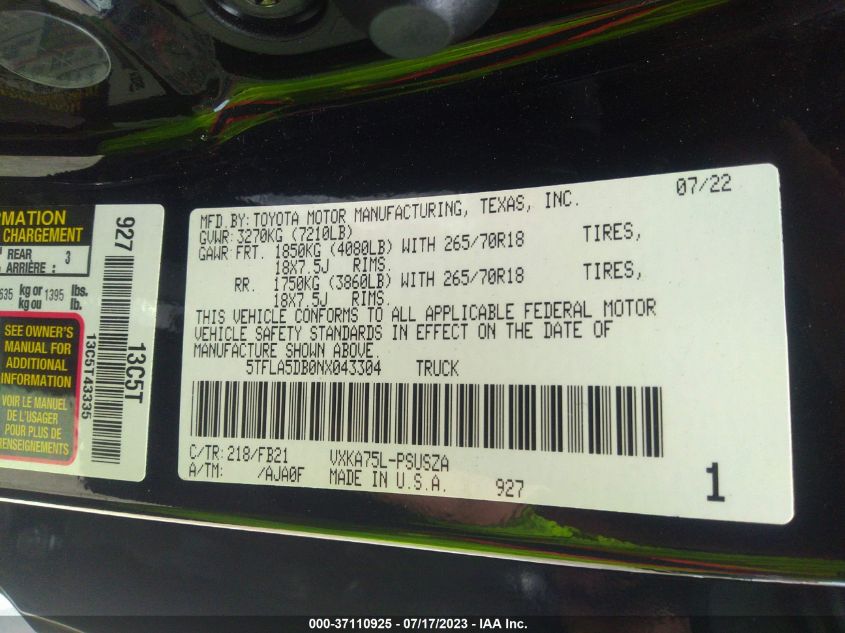 RMATION
CHARGEMENT
REAR
ARRIÈRE : 3
635 kg or 1395 lbs.
kg ou lb.
SEE OWNER'S
MANUAL FOR
ADDITIONAL
INFORMATION
VOIR LE MANUEL
DE L'USAGER
POUR PLUS DE
RENSEIGNEMENTS
927
13C5T
13C5T43335
07/22
MFD.BY:TOYOTA MOTOR MANUFACTURING, TEXAS, INC.
GVWR:3270KG (7210LB)
GAWR:FRT. 1850KG (4080LB) WITH 265/70R18 TIRES,
18X7.5J RIMS.
RR. 1750KG (3860LB) WITH 265/70R18 TIRES,
18X7.5J RIMS.
THIS VEHICLE CONFORMS TO ALL APPLICABLE FEDERAL MOTOR
VEHICLE SAFETY STANDARDS IN EFFECT ON THE DATE OF
MANUFACTURE SHOWN ABOVE.
5TFLA5DB0NX043304 TRUCK
C/TR:218/FB21 VXKA75L-PSUSZA
A/TM: /AJA0F MADE IN U.S.A. 927
1
000-37110925 - 07/17/2023 - IAA Inc.